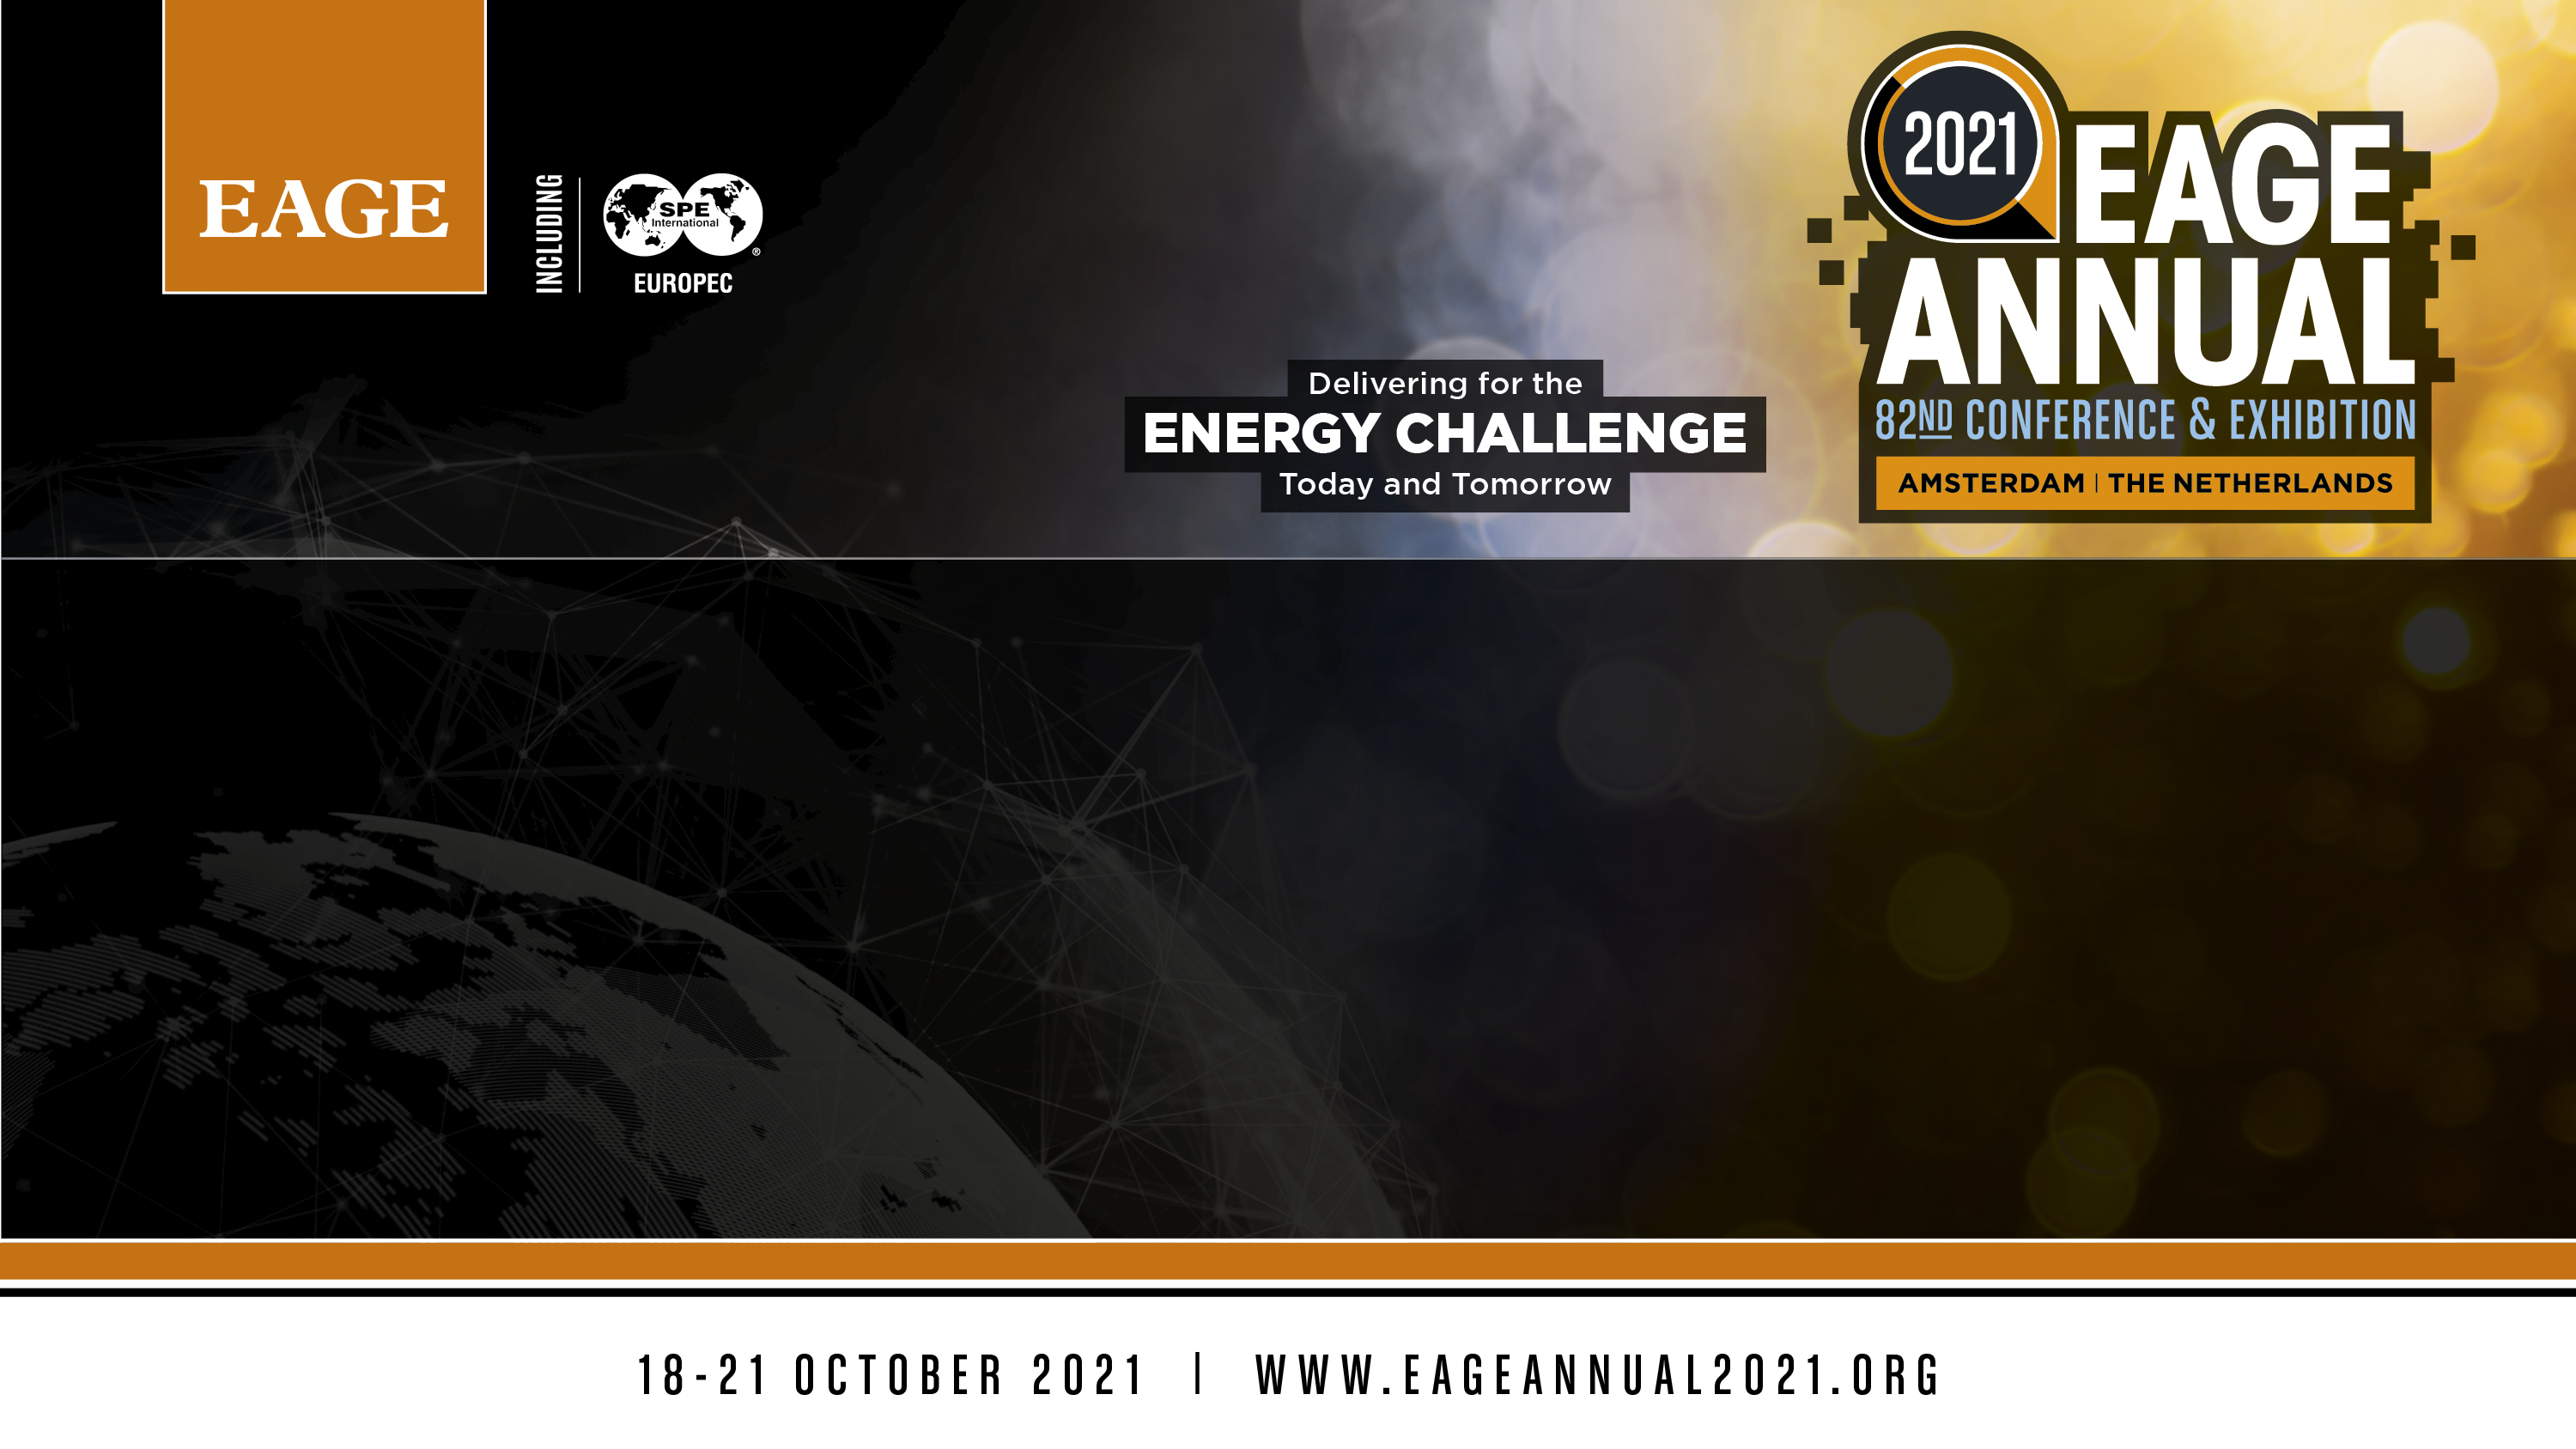 EAGE
INCLUDING
SPE
International
®
EUROPEC
Delivering for the
ENERGY CHALLENGE
Today and Tomorrow
2021
EAGE
ANNUAL
82ND CONFERENCE & EXHIBITION
AMSTERDAM | THE NETHERLANDS
18-21 OCTOBER 2021 | WWW.EAGEANNUAL2021.ORG